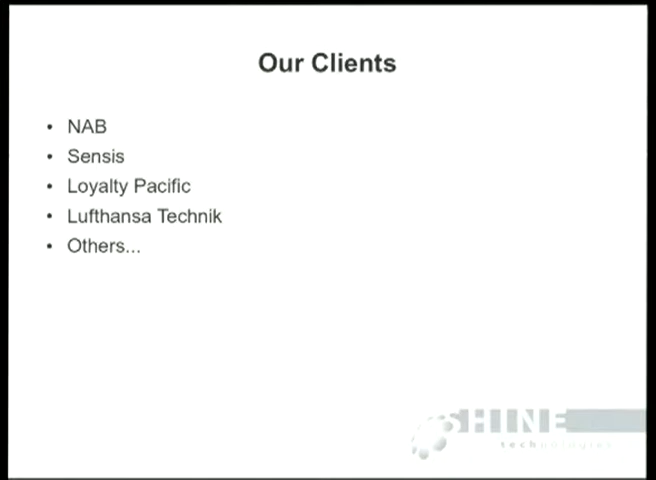 Our Clients
• NAB
• Sensis
• Loyalty Pacific
• Lufthansa Technik
• Others...
SHINE
technologies